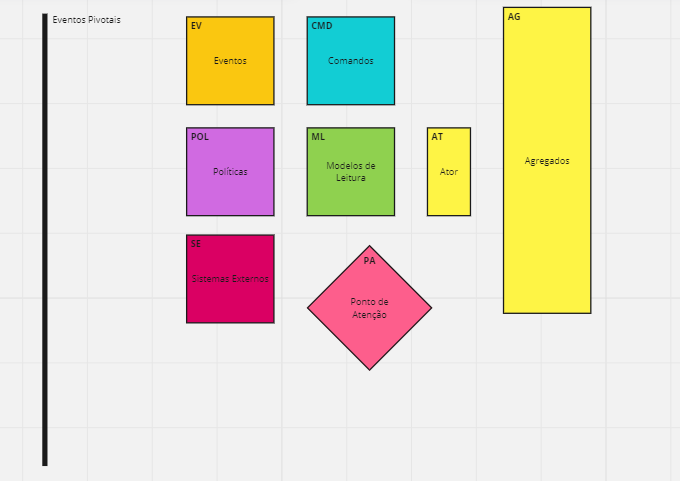 Eventos Pivotais
EV
Eventos
CMD
Comandos
AG
Agregados
POL
Políticas
ML
Modelos de
Leitura
AT
Ator
SE
Sistemas Externos
PA
Ponto de
Atenção